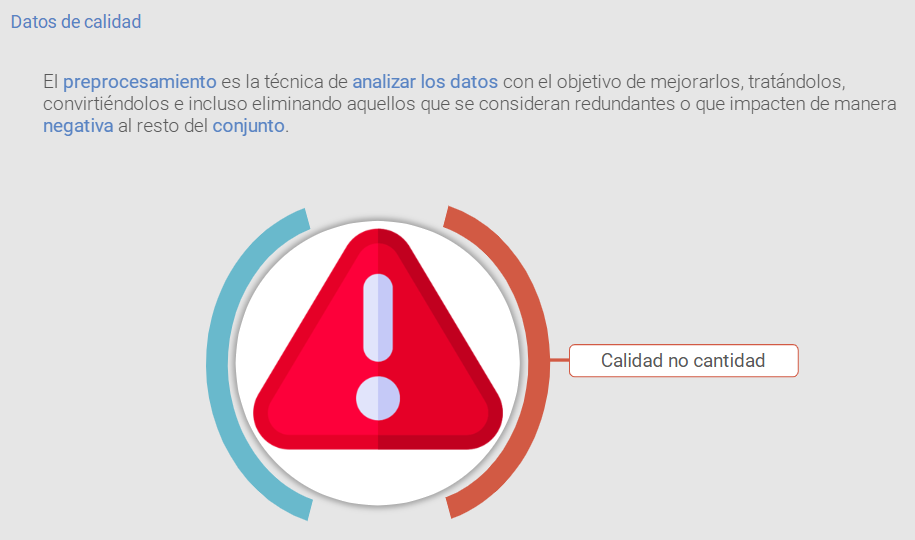 Datos de calidad
El preprocesamiento es la técnica de analizar los datos con el objetivo de mejorarlos, tratándolos,
convirtiéndolos e incluso eliminando aquellos que se consideran redundantes o que impacten de manera
negativa al resto del conjunto.
Calidad no cantidad